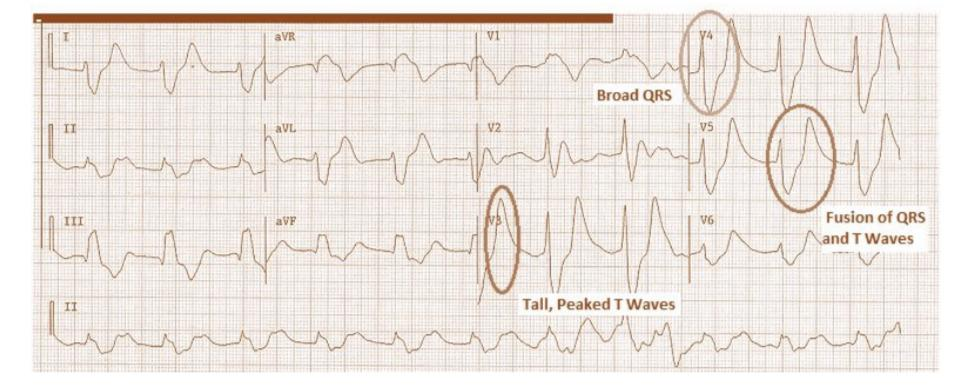 I
aVR
V1
V4
Broad QRS
II
aVL
V2
V5
III
aVF
V3
V6
Fusion of QRS
and T Waves
Tall, Peaked T Waves
II